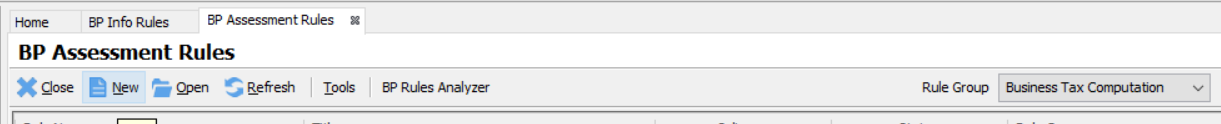 Home BP Info Rules BP Assessment Rules
BP Assessment Rules
Close New Open Refresh Tools BP Rules Analyzer Rule Group Business Tax Computation